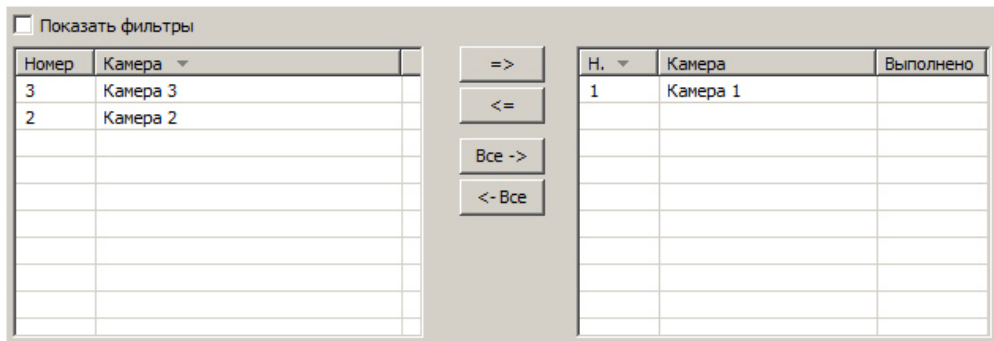 Показать фильтры
Номер Камера
3 Камера 3
2 Камера 2
=>
<=
Все ->
<- Все
Н. Камера Выполнено
1 Камера 1